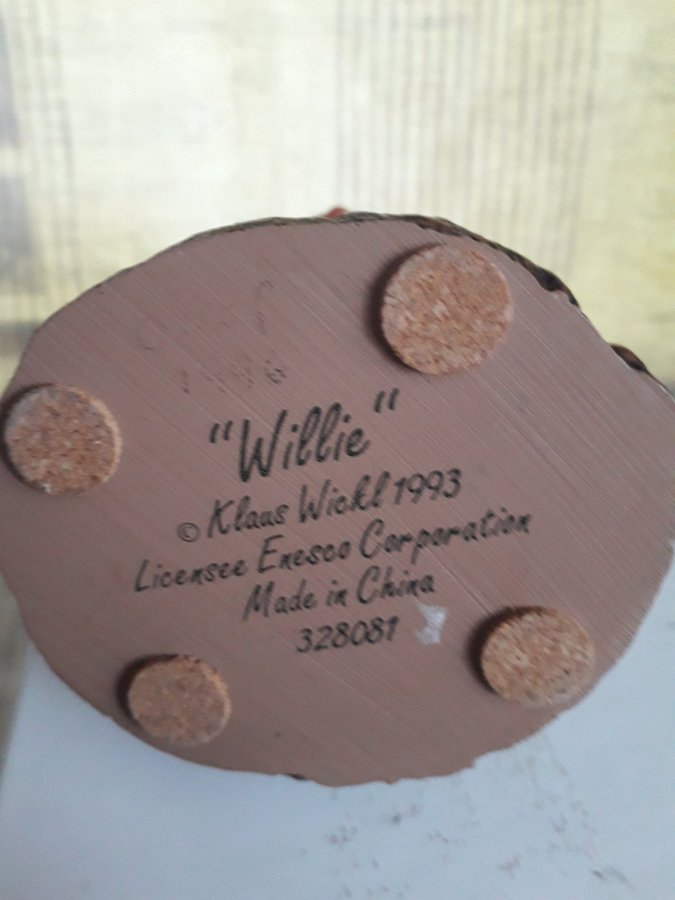 "Willie"
© Klaus Wickl 1993
Licensee Enesco Corporation
Made in China
328081